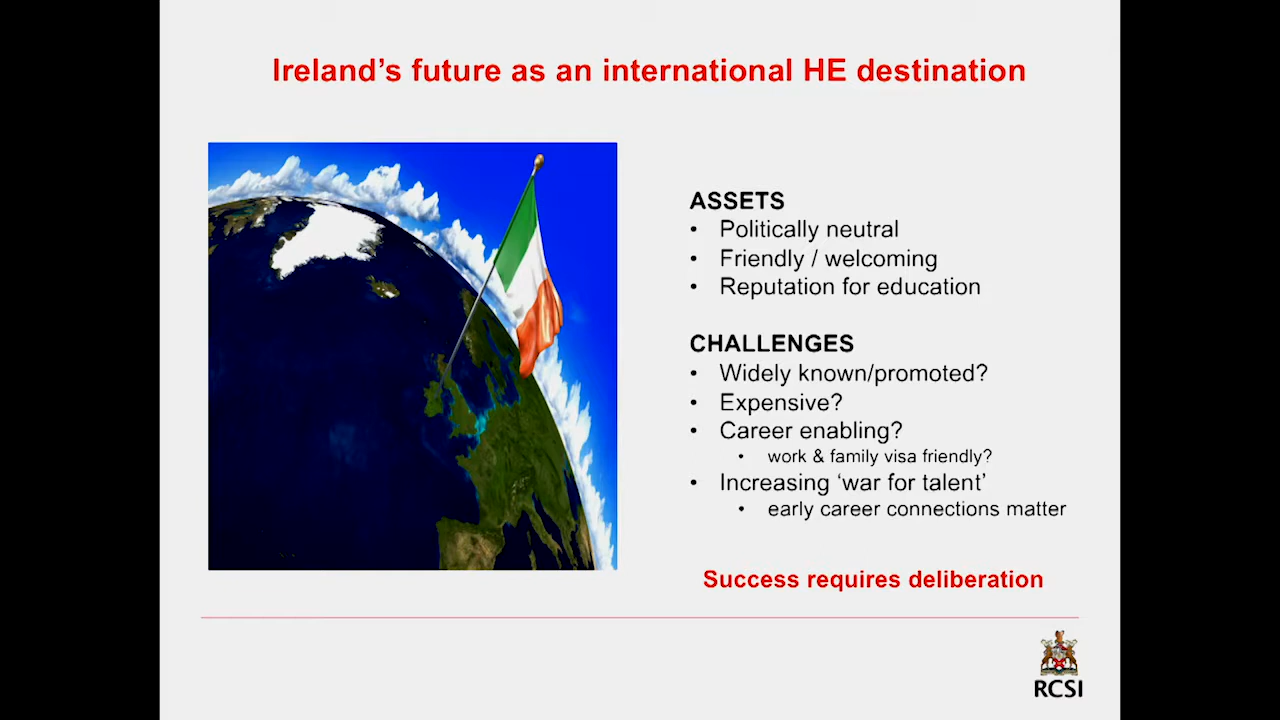 Ireland’s future as an international HE destination
ASSETS
• Politically neutral
• Friendly / welcoming
• Reputation for education
CHALLENGES
• Widely known/promoted?
• Expensive?
• Career enabling?
• work & family visa friendly?
• Increasing ‘war for talent’
• early career connections matter
Success requires deliberation
RCSI